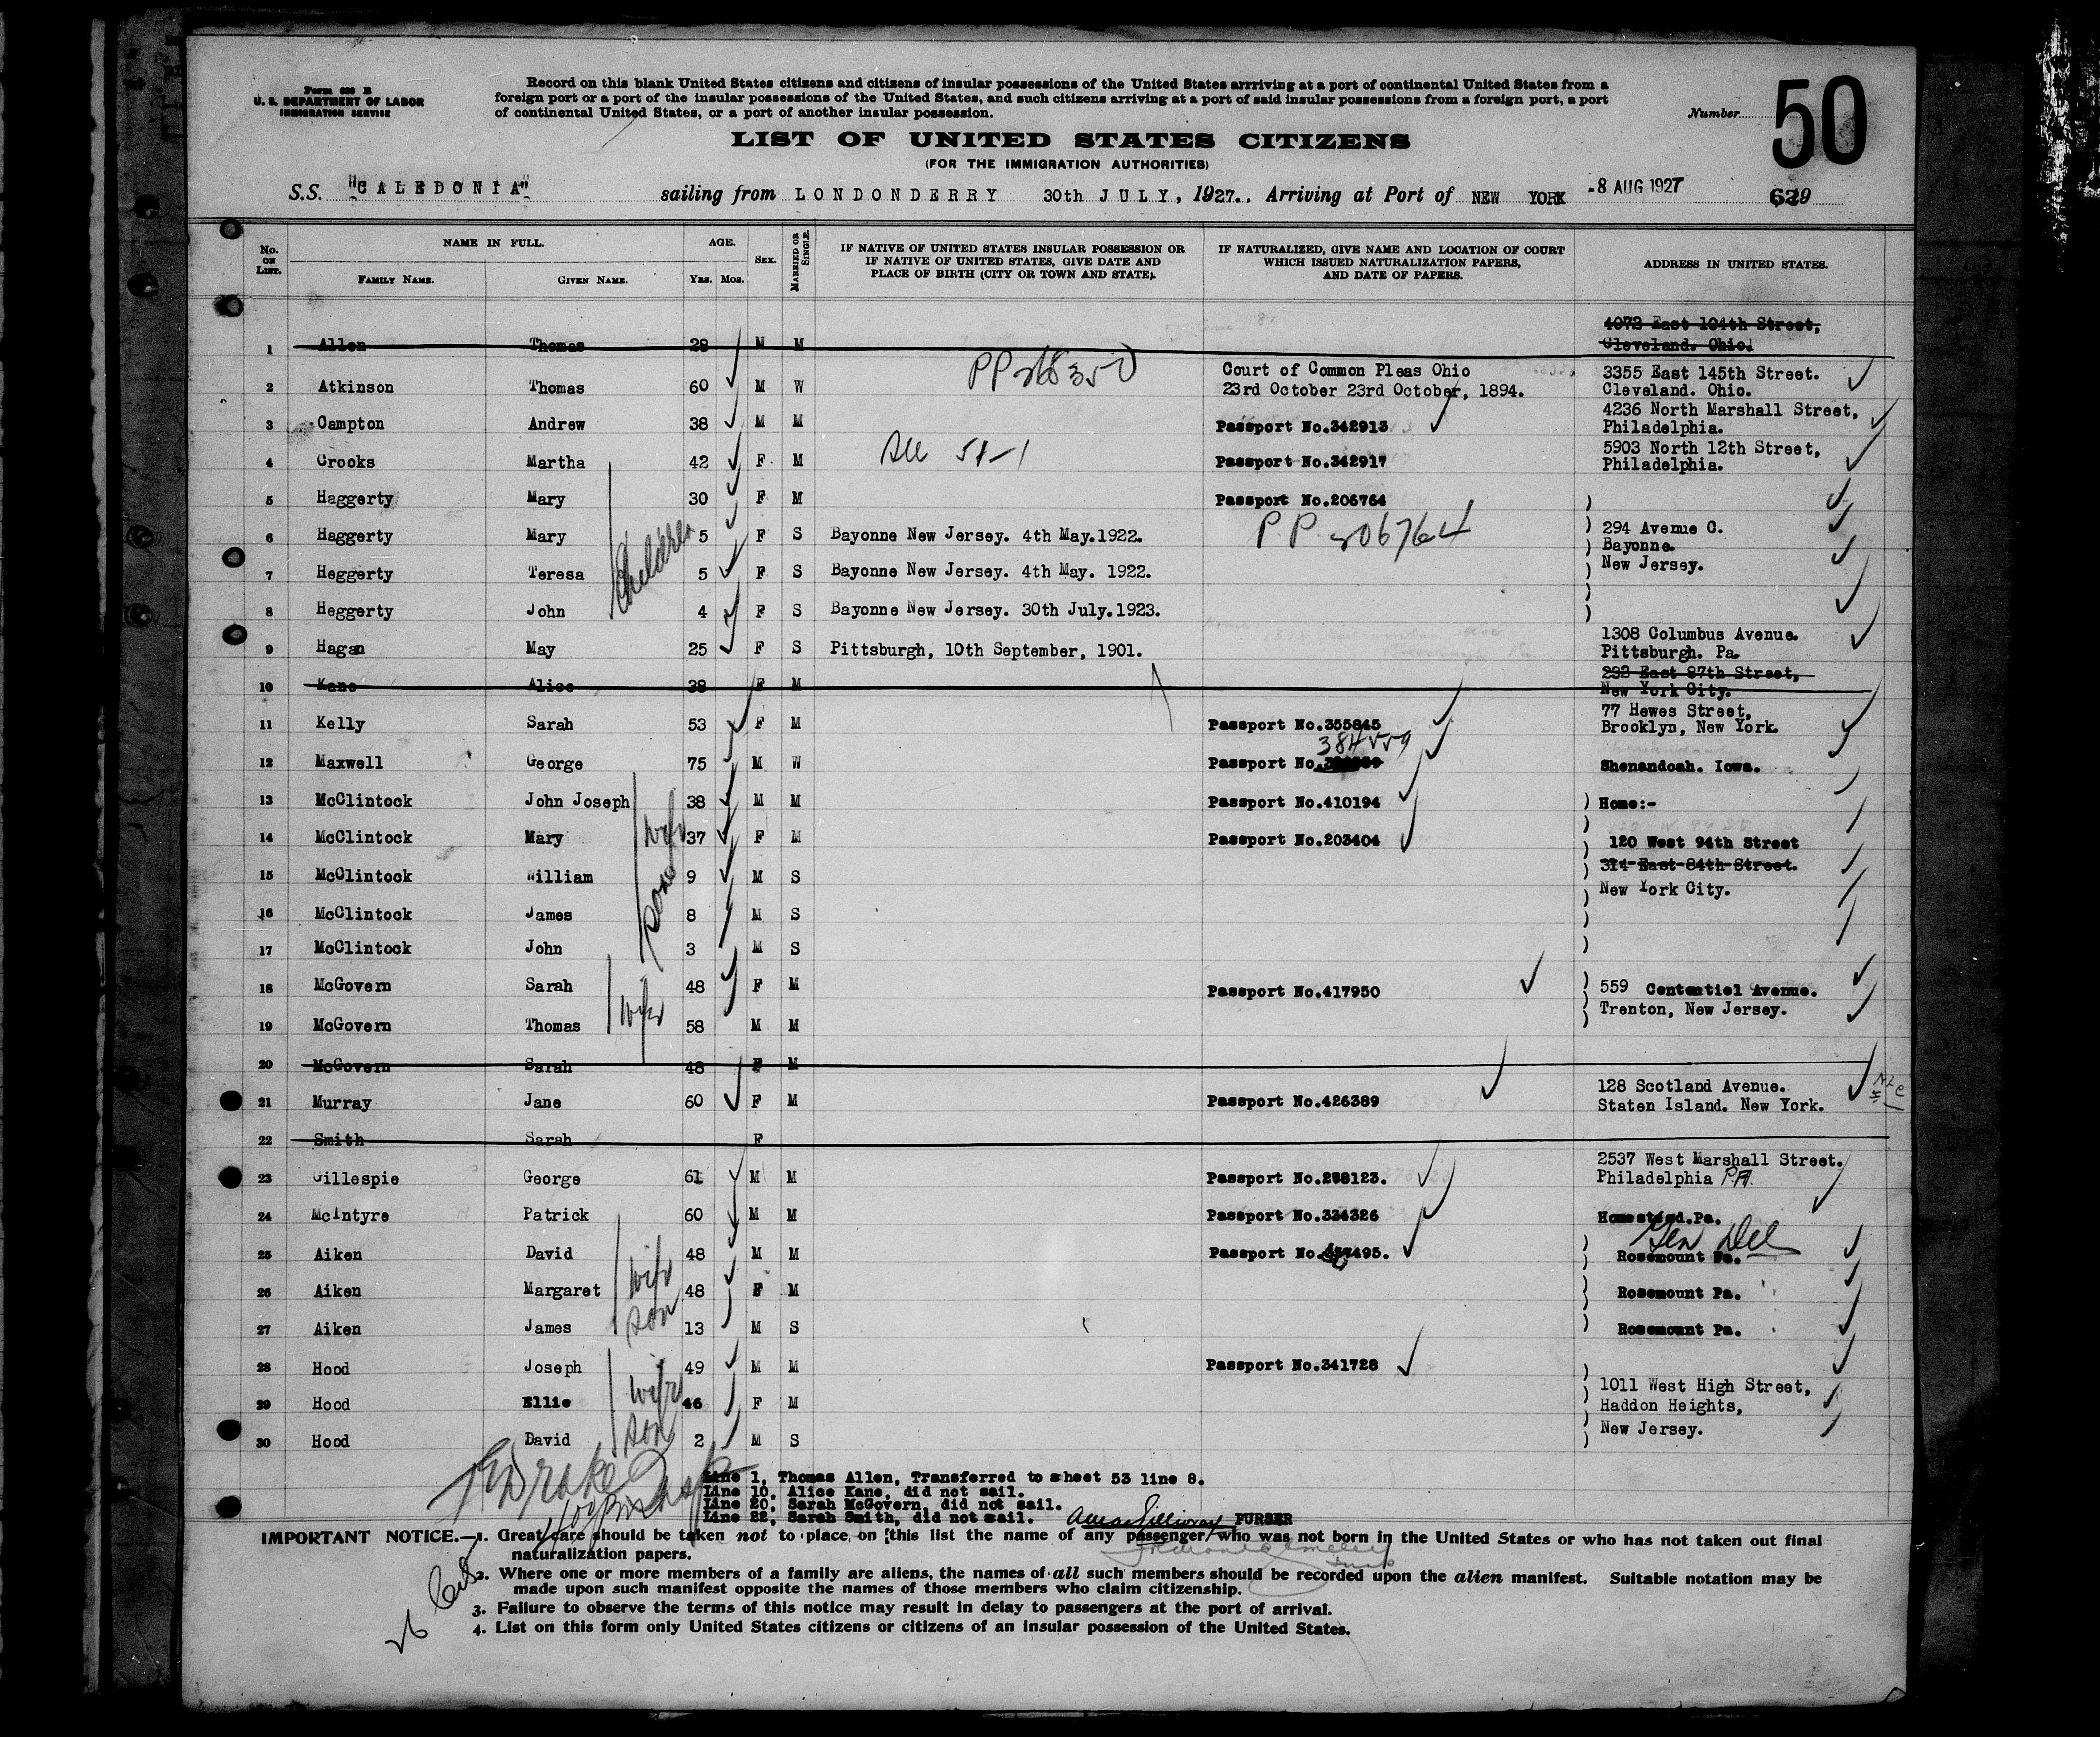 Form 630 B
U. S. DEPARTMENT OF LABOR
IMMIGRATION SERVICE
Record on this blank United States citizens and citizens of insular possessions of the United States arrriving at a port of continental United States from a
foreign port or a port of the insular possessions of the United States, and such citizens arriving at a port of said insular possessions from a foreign port, a port
of continental United States, or a port of another insular possession.
Number 50
LIST OF UNITED STATES CITIZENS
(FOR THE IMMIGRATION AUTHORITIES)
S.S. "CALEDONIA" sailing from LONDONDERRY 30th JULY, 1927. Arriving at Port of NEW YORK -8 AUG 1927
No. ON LIST. NAME IN FULL. AGE. SEX. MARRIED OR SINGLE. IF NATIVE OF UNITED STATES INSULAR POSSESSION OR IF NATIVE OF UNITED STATES, GIVE DATE AND PLACE OF BIRTH (CITY OR TOWN AND STATE). IF NATURALIZED, GIVE NAME AND LOCATION OF COURT WHICH ISSUED NATURALIZATION PAPERS, AND DATE OF PAPERS. ADDRESS IN UNITED STATES.
FAMILY NAME. GIVEN NAME. YRS. MOS.
1 Allen Thomas 28 M M 4072 East 104th Street, Cleveland. Ohio.
2 Atkinson Thomas 60 M W Court of Common Pleas Ohio 23rd October 23rd October, 1894. 3355 East 145th Street. Cleveland. Ohio.
3 Campton Andrew 38 M M Passport No.342913 4236 North Marshall Street, Philadelphia.
4 Crooks Martha 42 F M Passport No.342917 5903 North 12th Street, Philadelphia.
5 Haggerty Mary 30 F M Passport No.206764
Children
6 Haggerty Mary 5 F S Bayonne New Jersey. 4th May.1922. P.P. 206764 294 Avenue C. Bayonne.
7 Heggerty Teresa 5 F S Bayonne New Jersey. 4th May. 1922. New Jersey.
8 Heggerty John 4 F S Bayonne New Jersey. 30th July.1923.
9 Hagan May 25 F S Pittsburgh, 10th September, 1901. 1308 Columbus Avenue. Pittsburgh. Pa.
10 Kane Alice 38 F M 232 East 87th Street, New York City.
11 Kelly Sarah 53 F M Passport No.355845 77 Hewes Street, Brooklyn, New York.
12 Maxwell George 75 M W Passport No. Shenandoah. Iowa.
13 McClintock John Joseph 38 M M Passport No.410194 Home:-
14 McClintock Mary wife 37 F M Passport No.203404 120 West 94th Street
15 McClintock William 9 M S 314 East 84th Street.
sons
New York City.
16 McClintock James 8 M S
17 McClintock John 3 M S
18 McGovern Sarah 48 F M Passport No.417950 559 Centential Avenue.
19 McGovern Thomas wife 58 M M Trenton, New Jersey.
20 McGovern Sarah 48 F M
21 Murray Jane 60 F M Passport No.426389 128 Scotland Avenue. Staten Island. New York.
22 Smith Sarah F
23 Gillespie George 61 M M Passport No.288123. 2537 West Marshall Street. Philadelphia PA.
24 McIntyre Patrick 60 M M Passport No.334326 Homestead.Pa.
Gen Del
25 Aiken David 48 M M Passport No. Rosemount Pa.
26 Aiken Margaret wife 48 F M Rosemount Pa.
27 Aiken James son 13 M S Rosemount Pa.
28 Hood Joseph 49 M M Passport No.341728
29 Hood Ellie wife 46 F M 1011 West High Street, Haddon Heights,
30 Hood David son 2 M S New Jersey.
Line 1, Thomas Allen, Transferred to sheet 53 line 8.
Line 10, Alice Kane, did not sail.
Line 20, Sarah McGovern, did not sail.
Line 22, Sarah Smith, did not sail. PURSER
IMPORTANT NOTICE.—1. Great care should be taken not to place on this list the name of any passenger who was not born in the United States or who has not taken out final
naturalization papers.
2. Where one or more members of a family are aliens, the names of all such members should be recorded upon the alien manifest. Suitable notation may be
made upon such manifest opposite the names of those members who claim citizenship.
3. Failure to observe the terms of this notice may result in delay to passengers at the port of arrival.
4. List on this form only United States citizens or citizens of an insular possession of the United States.